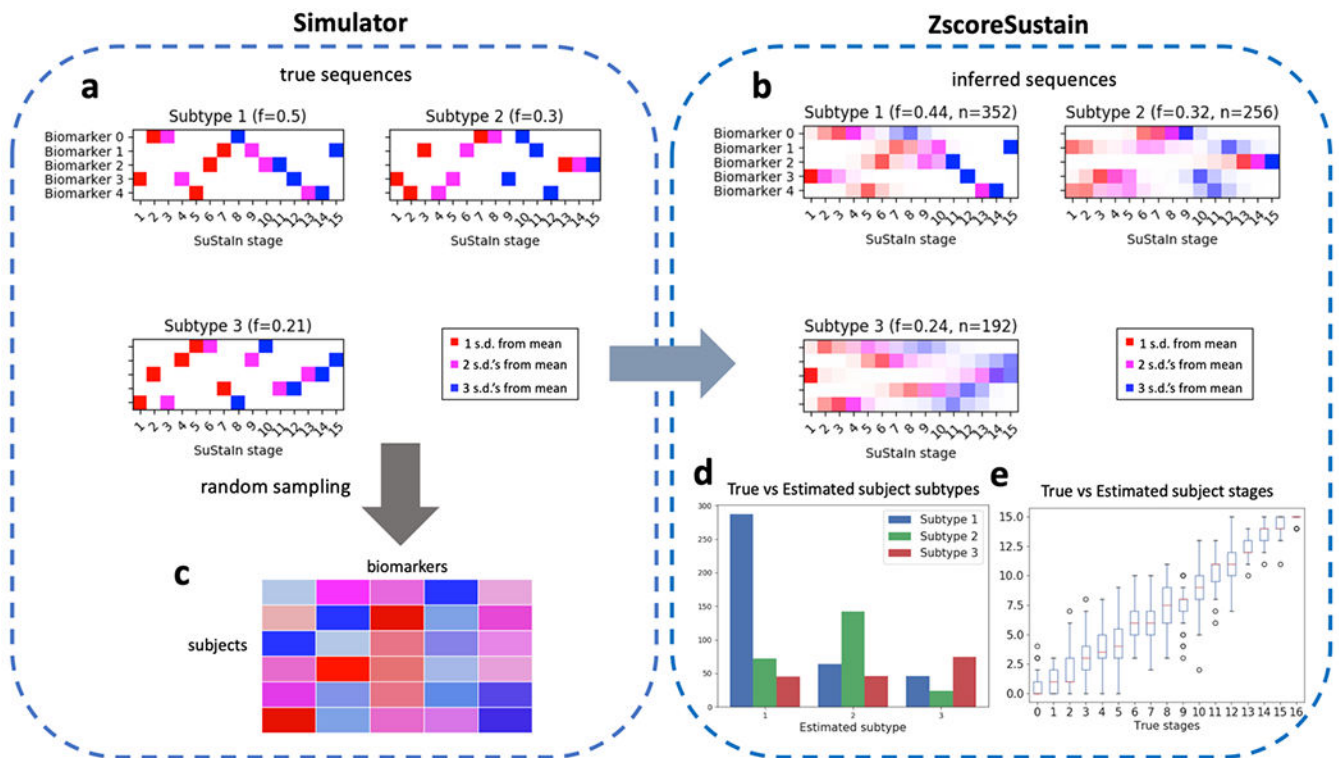 Simulator
ZscoreSustain
a
true sequences
Subtype 1 (f=0.5)
Subtype 2 (f=0.3)
Biomarker 0
Biomarker 1
Biomarker 2
Biomarker 3
Biomarker 4
1 2 3 4 5 6 7 8 9 10 11 12 13 14 15
1 2 3 4 5 6 7 8 9 10 11 12 13 14 15
SuStaIn stage
SuStaIn stage
Subtype 3 (f=0.21)
1 2 3 4 5 6 7 8 9 10 11 12 13 14 15
SuStaIn stage
1 s.d. from mean
2 s.d.'s from mean
3 s.d.'s from mean
random sampling
c
biomarkers
subjects
b
inferred sequences
Subtype 1 (f=0.44, n=352)
Subtype 2 (f=0.32, n=256)
Biomarker 0
Biomarker 1
Biomarker 2
Biomarker 3
Biomarker 4
1 2 3 4 5 6 7 8 9 10 11 12 13 14 15
1 2 3 4 5 6 7 8 9 10 11 12 13 14 15
SuStaIn stage
SuStaIn stage
Subtype 3 (f=0.24, n=192)
1 2 3 4 5 6 7 8 9 10 11 12 13 14 15
SuStaIn stage
1 s.d. from mean
2 s.d.'s from mean
3 s.d.'s from mean
d
True vs Estimated subject subtypes
300
250
200
150
100
50
0
Subtype 1
Subtype 2
Subtype 3
1 2 3
Estimated subtype
e
True vs Estimated subject stages
15.0
12.5
10.0
7.5
5.0
2.5
0.0
0 1 2 3 4 5 6 7 8 9 10 11 12 13 14 15 16
True stages